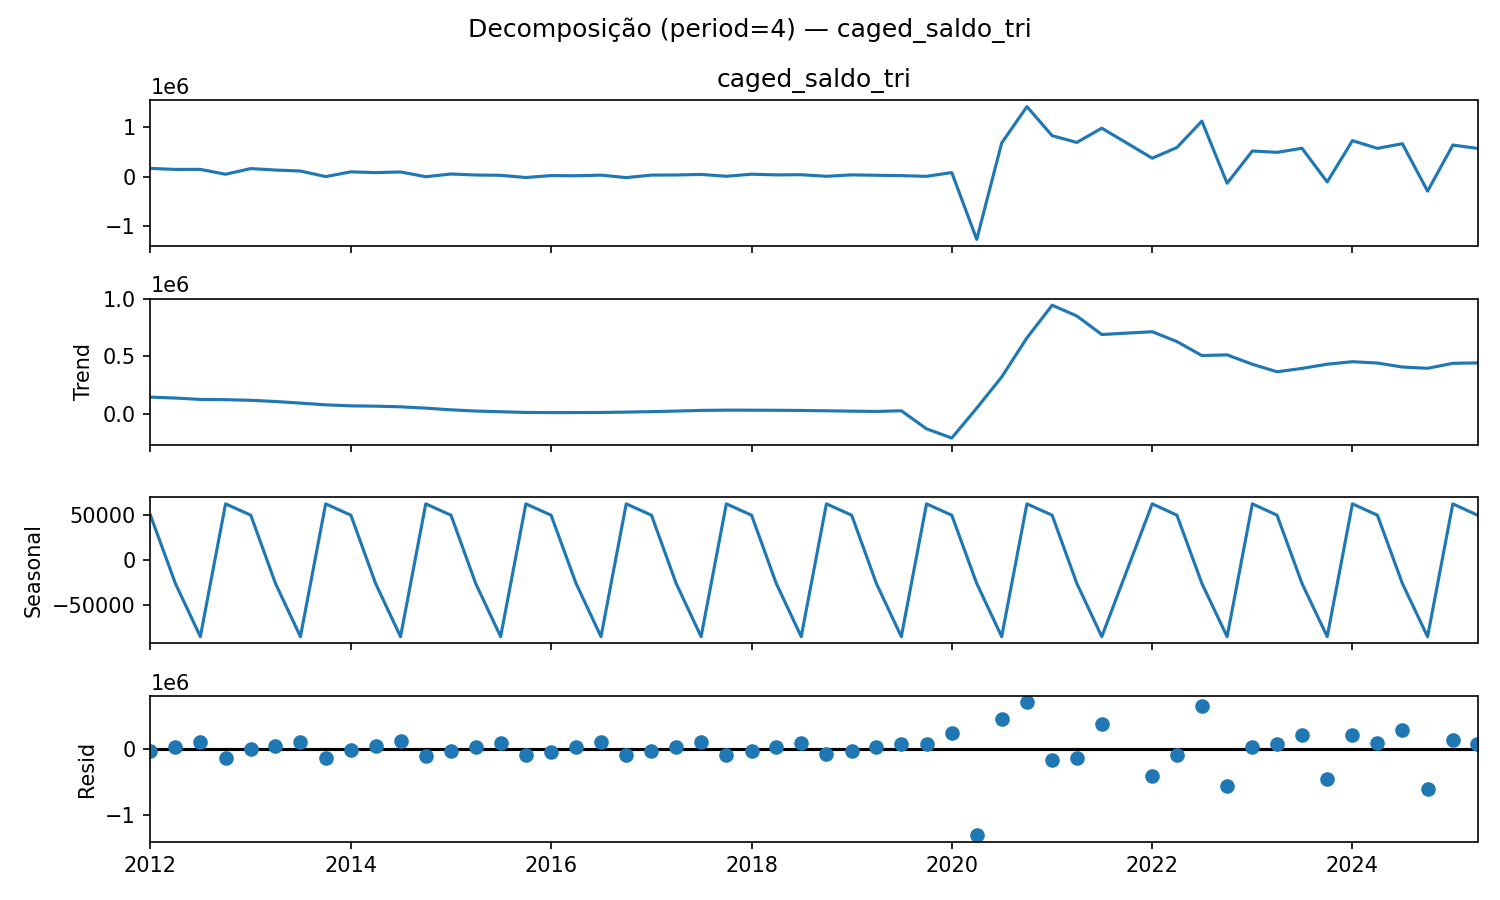 Decomposição (period=4) — caged_saldo_tri
caged_saldo_tri
1e6
1
0
−1
1e6
1.0
0.5
0.0
Trend
50000
0
−50000
Seasonal
1e6
0
−1
Resid
2012 2014 2016 2018 2020 2022 2024